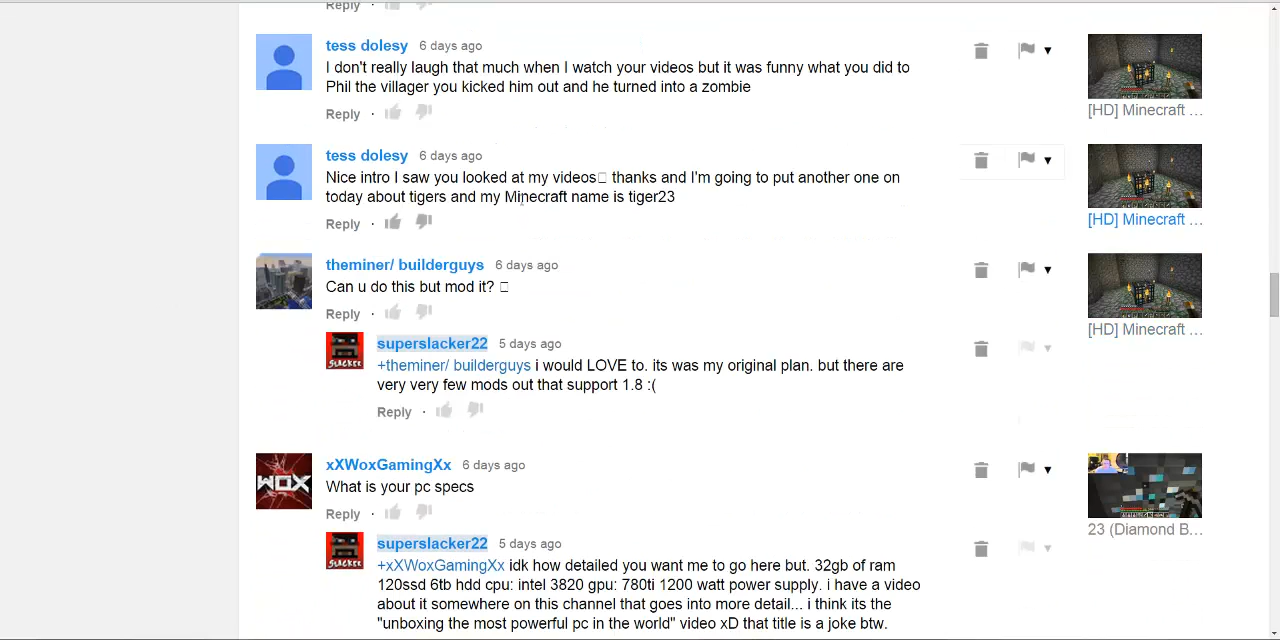 Reply ·
tess dolesy 6 days ago
I don't really laugh that much when I watch your videos but it was funny what you did to
Phil the villager you kicked him out and he turned into a zombie
Reply ·
[HD] Minecraft ...
tess dolesy 6 days ago
Nice intro I saw you looked at my videos thanks and I'm going to put another one on
today about tigers and my Minecraft name is tiger23
Reply ·
[HD] Minecraft ...
theminer/ builderguys 6 days ago
Can u do this but mod it?
Reply ·
[HD] Minecraft ...
SLACKER
superslacker22 5 days ago
+theminer/ builderguys i would LOVE to. its was my original plan. but there are
very very few mods out that support 1.8 :(
Reply ·
WOX
xXWoxGamingXx 6 days ago
What is your pc specs
Reply ·
23 (Diamond B...
SLACKER
superslacker22 5 days ago
+xXWoxGamingXx idk how detailed you want me to go here but. 32gb of ram
120ssd 6tb hdd cpu: intel 3820 gpu: 780ti 1200 watt power supply. i have a video
about it somewhere on this channel that goes into more detail... i think its the
"unboxing the most powerful pc in the world" video xD that title is a joke btw.